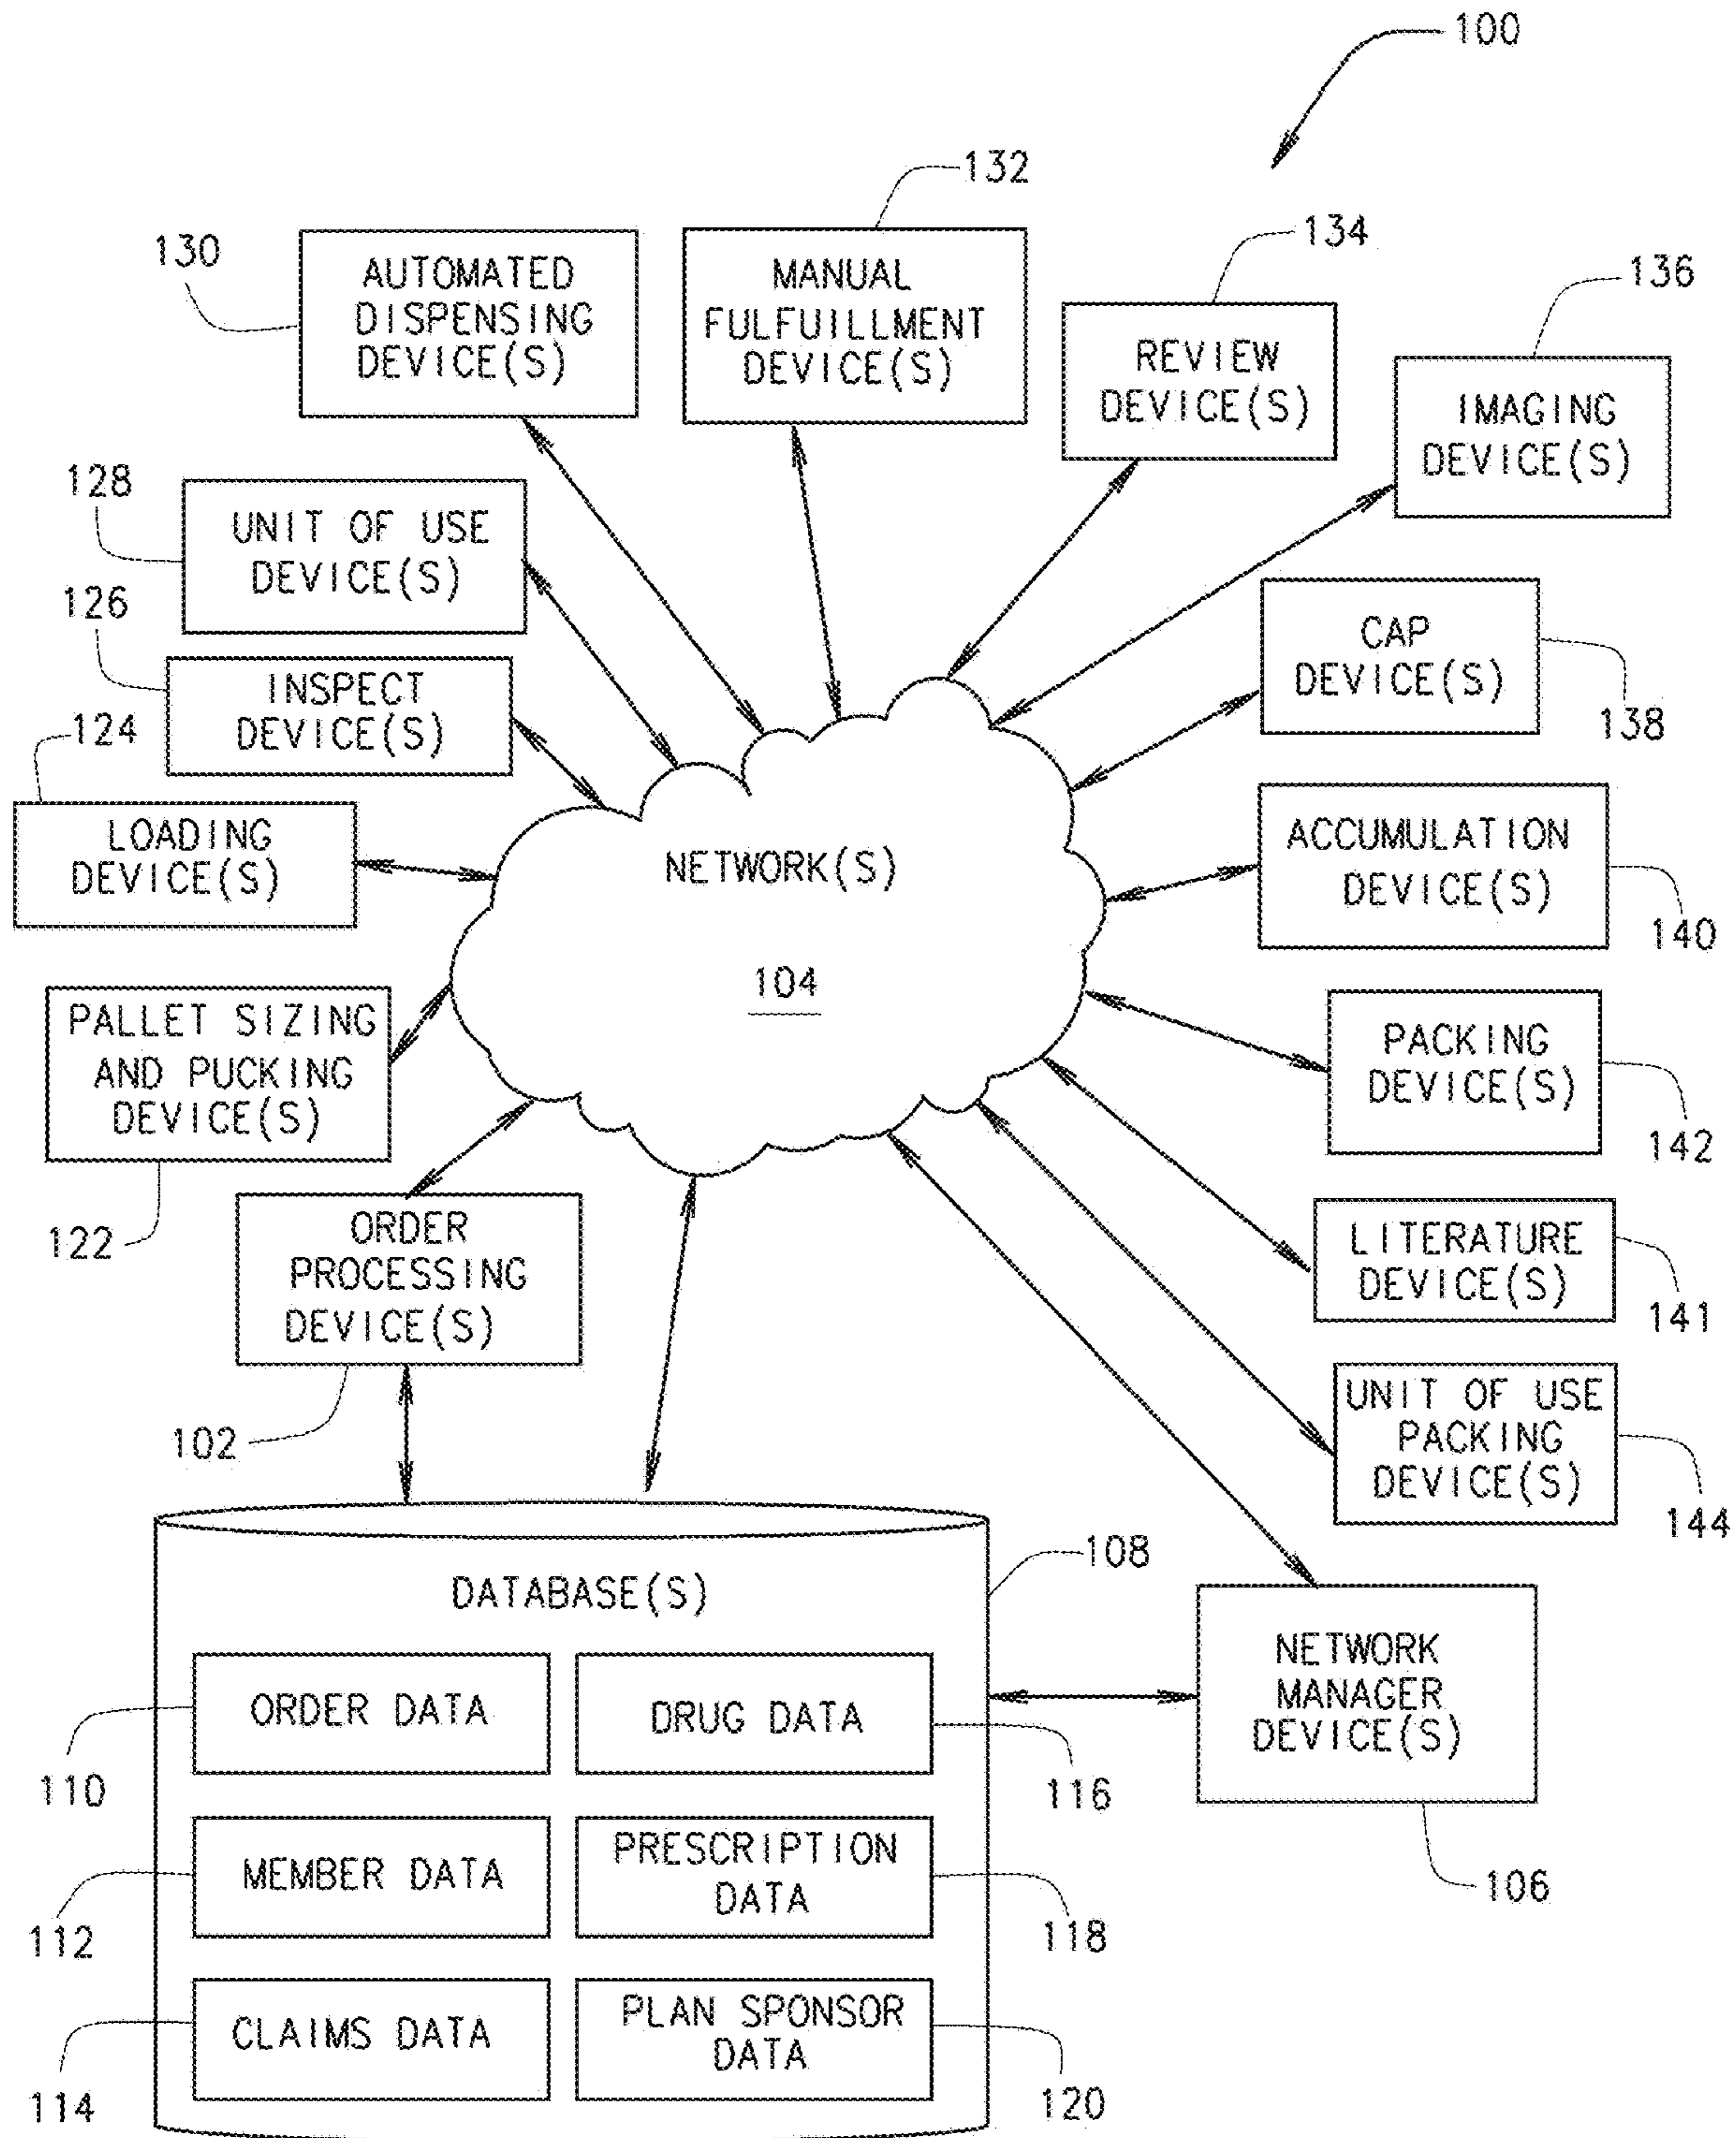 100
132
130
AUTOMATED
DISPENSING
DEVICE(S)
MANUAL
FULFUILLMENT
DEVICE(S)
134
REVIEW
DEVICE(S)
136
IMAGING
DEVICE(S)
128
UNIT OF USE
DEVICE(S)
126
INSPECT
DEVICE(S)
CAP
DEVICE(S)
138
124
LOADING
DEVICE(S)
NETWORK(S)
104
ACCUMULATION
DEVICE(S)
140
PALLET SIZING
AND PUCKING
DEVICE(S)
122
PACKING
DEVICE(S)
142
ORDER
PROCESSING
DEVICE(S)
102
LITERATURE
DEVICE(S)
141
UNIT OF USE
PACKING
DEVICE(S)
144
DATABASE(S)
108
ORDER DATA
110
DRUG DATA
116
NETWORK
MANAGER
DEVICE(S)
106
MEMBER DATA
112
PRESCRIPTION
DATA
118
CLAIMS DATA
114
PLAN SPONSOR
DATA
120